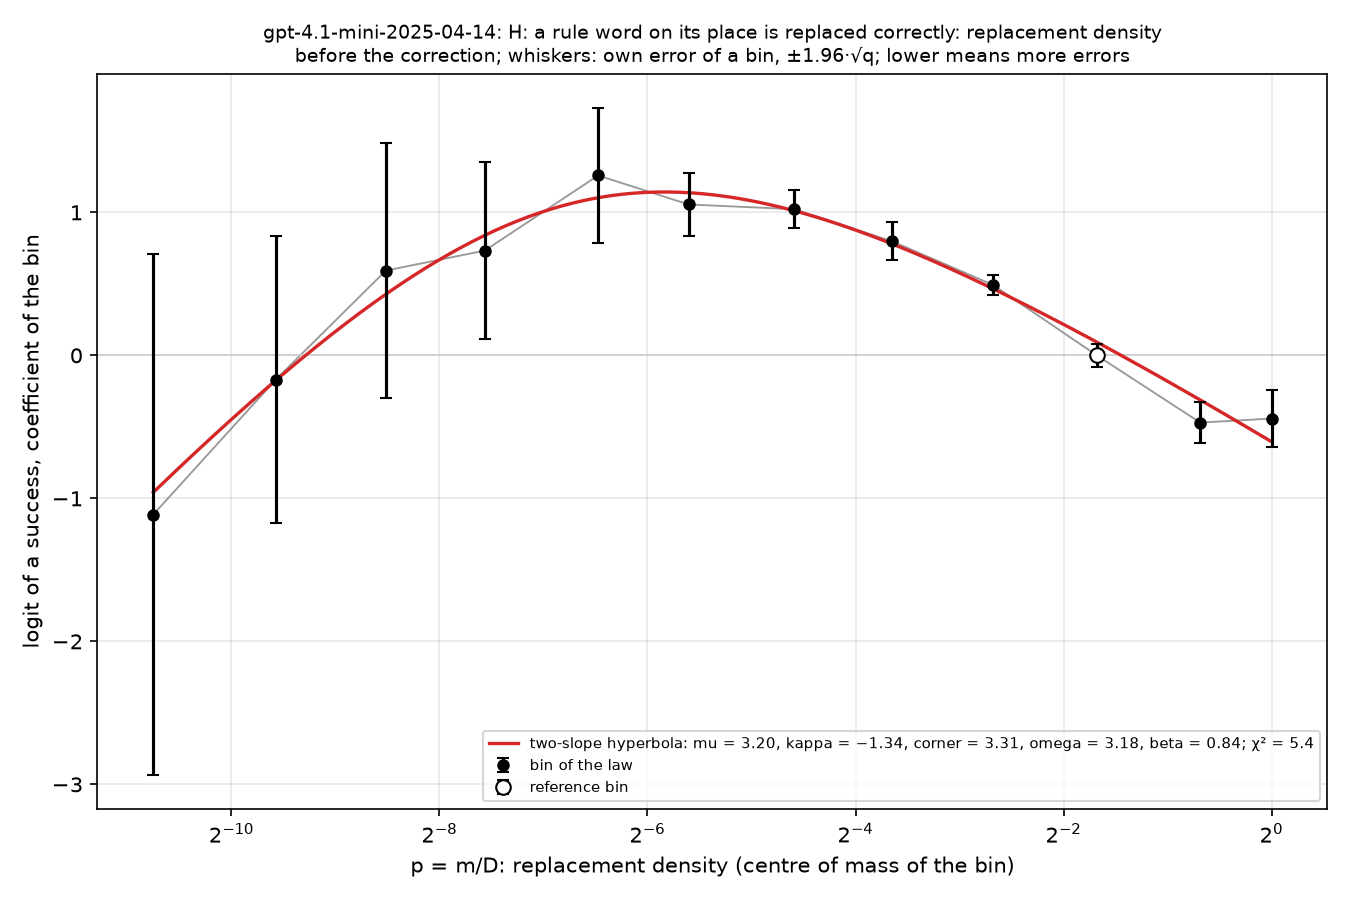 gpt-4.1-mini-2025-04-14: H: a rule word on its place is replaced correctly: replacement density
before the correction; whiskers: own error of a bin, ±1.96·√q; lower means more errors
logit of a success, coefficient of the bin
1
0
−1
−2
−3
two-slope hyperbola: mu = 3.20, kappa = −1.34, corner = 3.31, omega = 3.18, beta = 0.84; χ² = 5.4
bin of the law
reference bin
2⁻¹⁰ 2⁻⁸ 2⁻⁶ 2⁻⁴ 2⁻² 2⁰
p = m/D: replacement density (centre of mass of the bin)